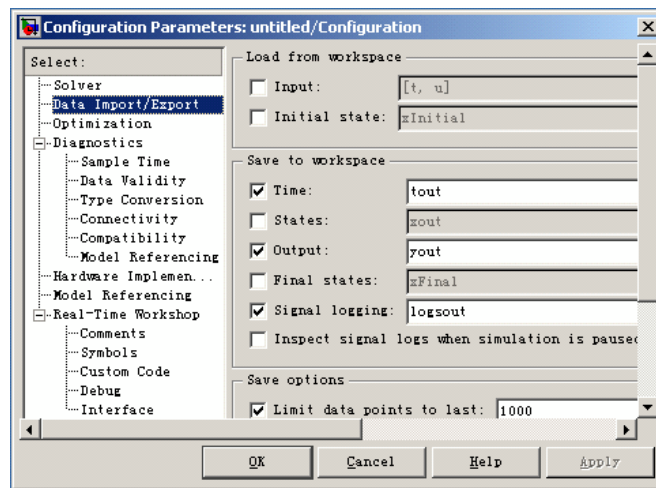 Configuration Parameters: untitled/Configuration
Select:
Solver
Data Import/Export
Optimization
Diagnostics
Sample Time
Data Validity
Type Conversion
Connectivity
Compatibility
Model Referencing
Hardware Implemen...
Model Referencing
Real-Time Workshop
Comments
Symbols
Custom Code
Debug
Interface
Load from workspace
Input: [t, u]
Initial state: xInitial
Save to workspace
Time: tout
States: xout
Output: yout
Final states: xFinal
Signal logging: logsout
Inspect signal logs when simulation is paused
Save options
Limit data points to last: 1000
OK Cancel Help Apply